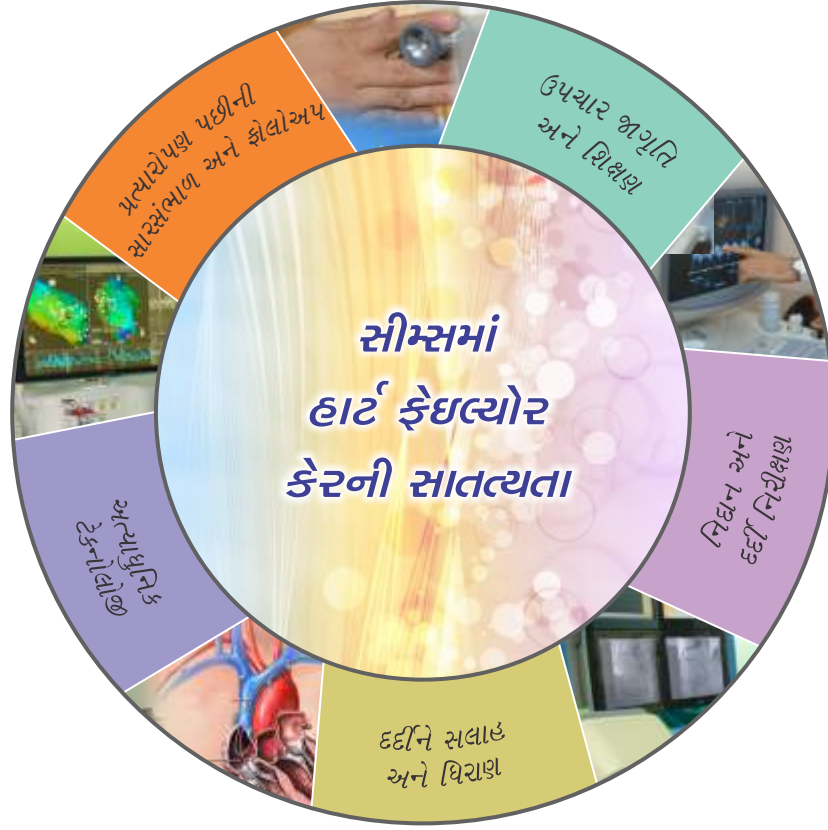 સીમ્સમાં
હાર્ટ ફેઇલ્યોર
કેરની સાતત્યતા
ઉપચાર જાગૃતિ
અને શિક્ષણ
નિદાન અને
દર્દી નિરીક્ષણ
દર્દીને સલાહ
અને ધિરાણ
અત્યાધુનિક
ટેકનોલોજી
પ્રત્યારોપણ પછીની
સારસંભાળ અને ફોલોઅપ